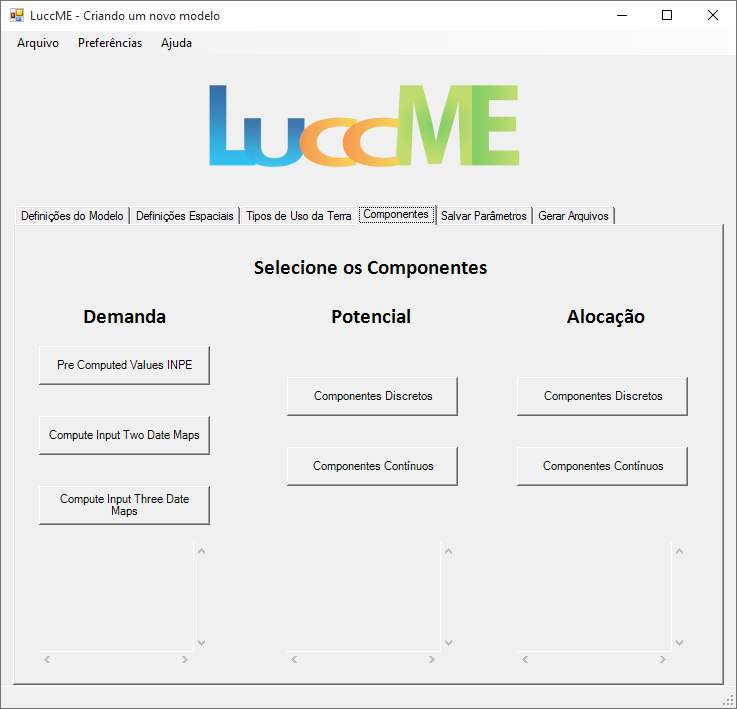 LuccME - Criando um novo modelo
Arquivo Preferências Ajuda
LuccME
Definições do Modelo Definições Espaciais Tipos de Uso da Terra Componentes Salvar Parâmetros Gerar Arquivos
Selecione os Componentes
Demanda Potencial Alocação
Pre Computed Values INPE
Componentes Discretos Componentes Discretos
Compute Input Two Date Maps
Componentes Contínuos Componentes Contínuos
Compute Input Three Date
Maps